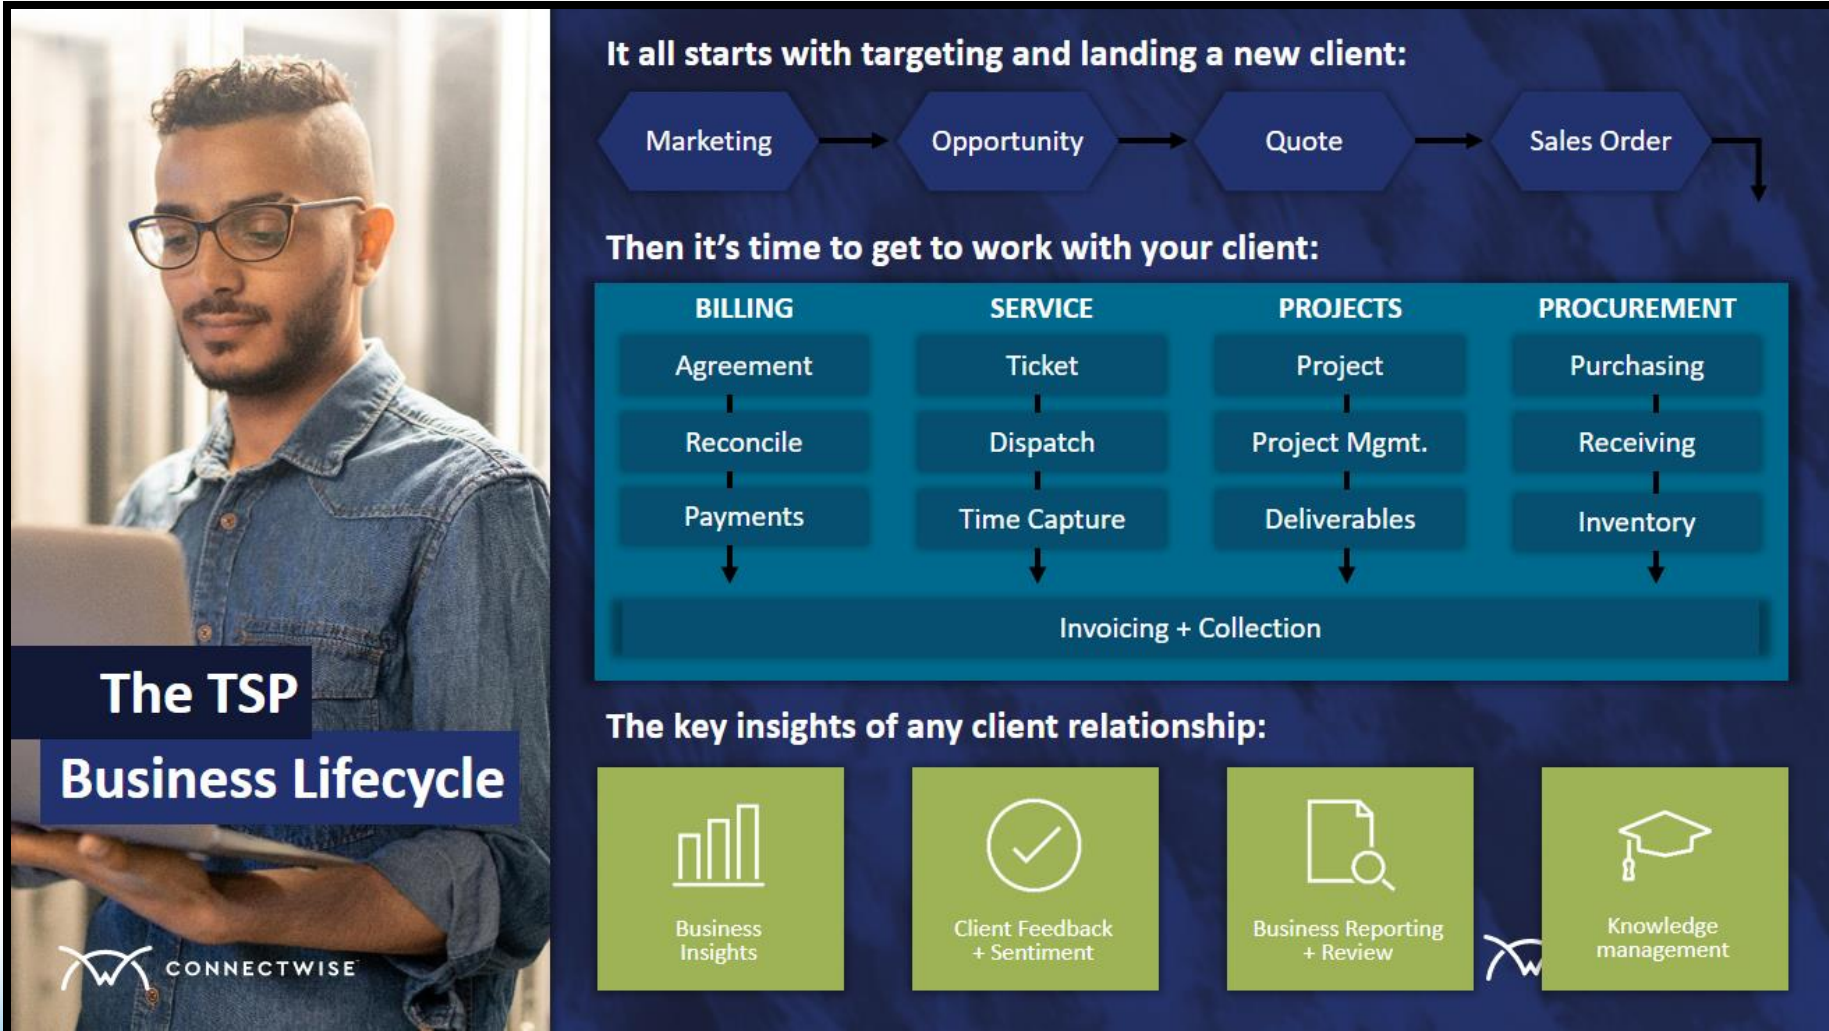 The TSP
Business Lifecycle
CONNECTWISE
It all starts with targeting and landing a new client:
Marketing
Opportunity
Quote
Sales Order
Then it's time to get to work with your client:
BILLING
Agreement
Reconcile
Payments
SERVICE
Ticket
Dispatch
Time Capture
PROJECTS
Project
Project Mgmt.
Deliverables
PROCUREMENT
Purchasing
Receiving
Inventory
Invoicing + Collection
The key insights of any client relationship:
Business
Insights
Client Feedback
+ Sentiment
Business Reporting
+ Review
Knowledge
management